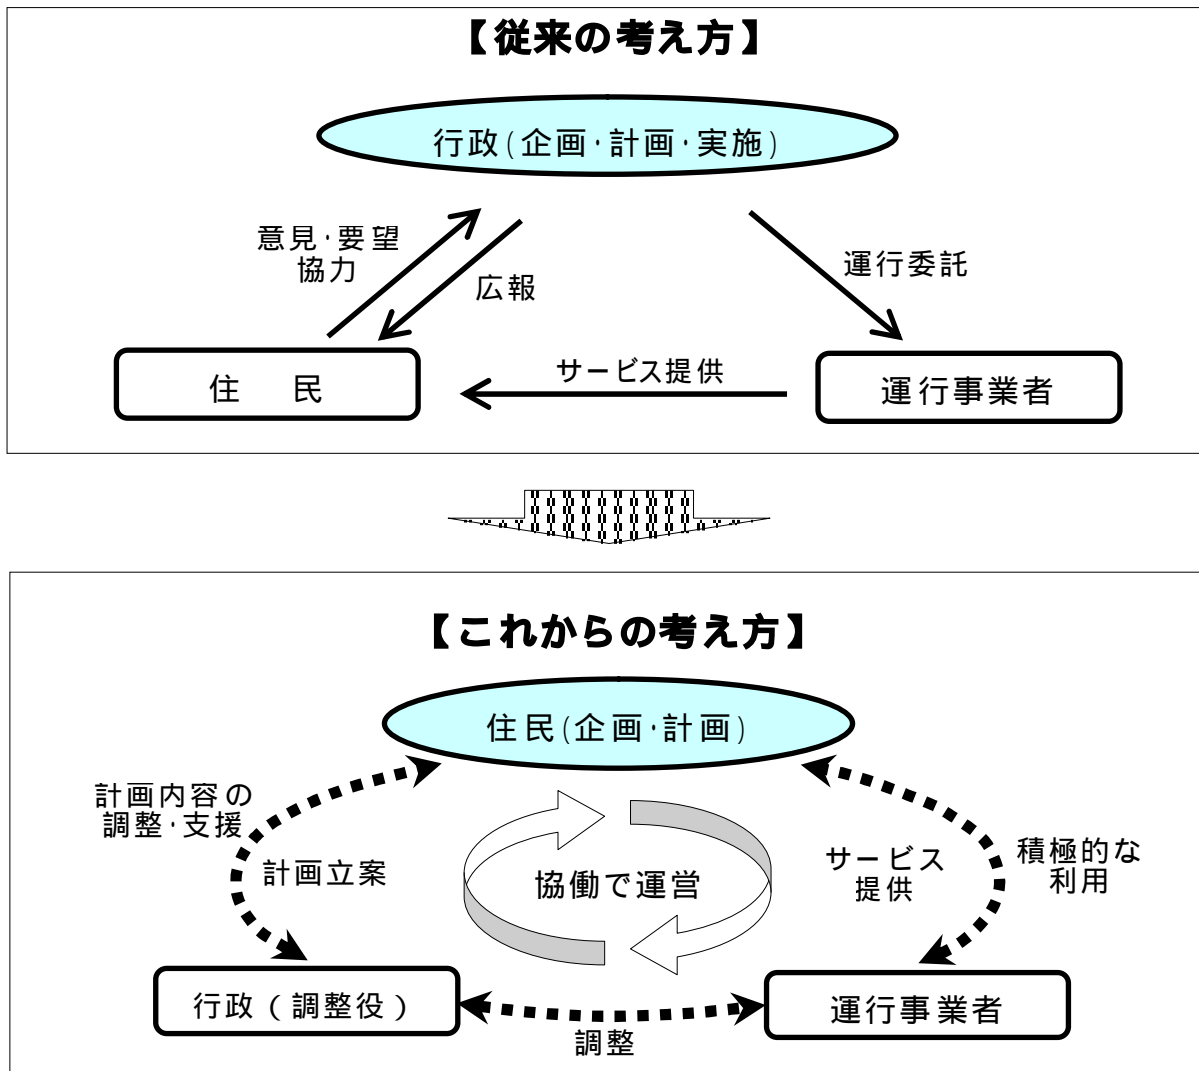 【従来の考え方】
行政(企画・計画・実施)
意見・要望
協力
広報
運行委託
住　民
サービス提供
運行事業者
【これからの考え方】
住民(企画・計画)
計画内容の
調整・支援
計画立案
協働で運営
サービス
提供
積極的な
利用
行政（調整役）
調整
運行事業者